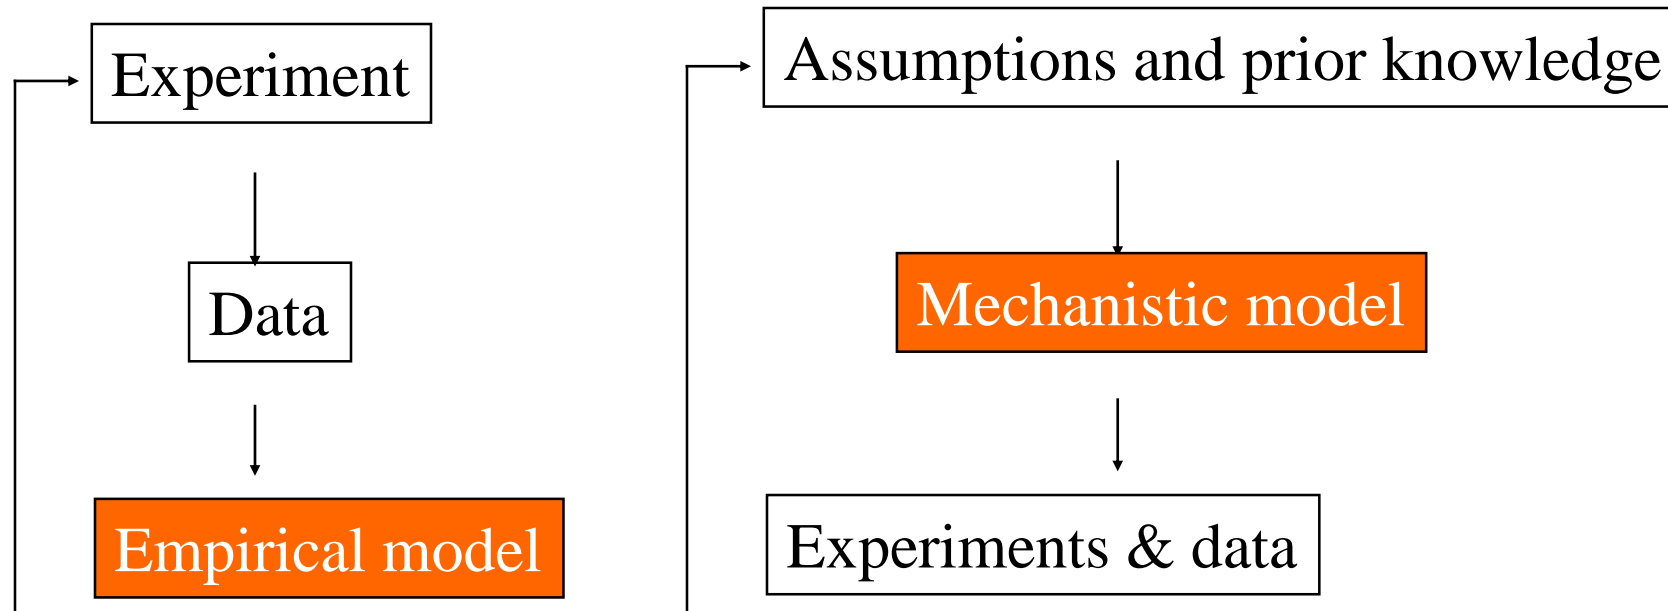 Experiment
Data
Empirical model
Assumptions and prior knowledge
Mechanistic model
Experiments & data